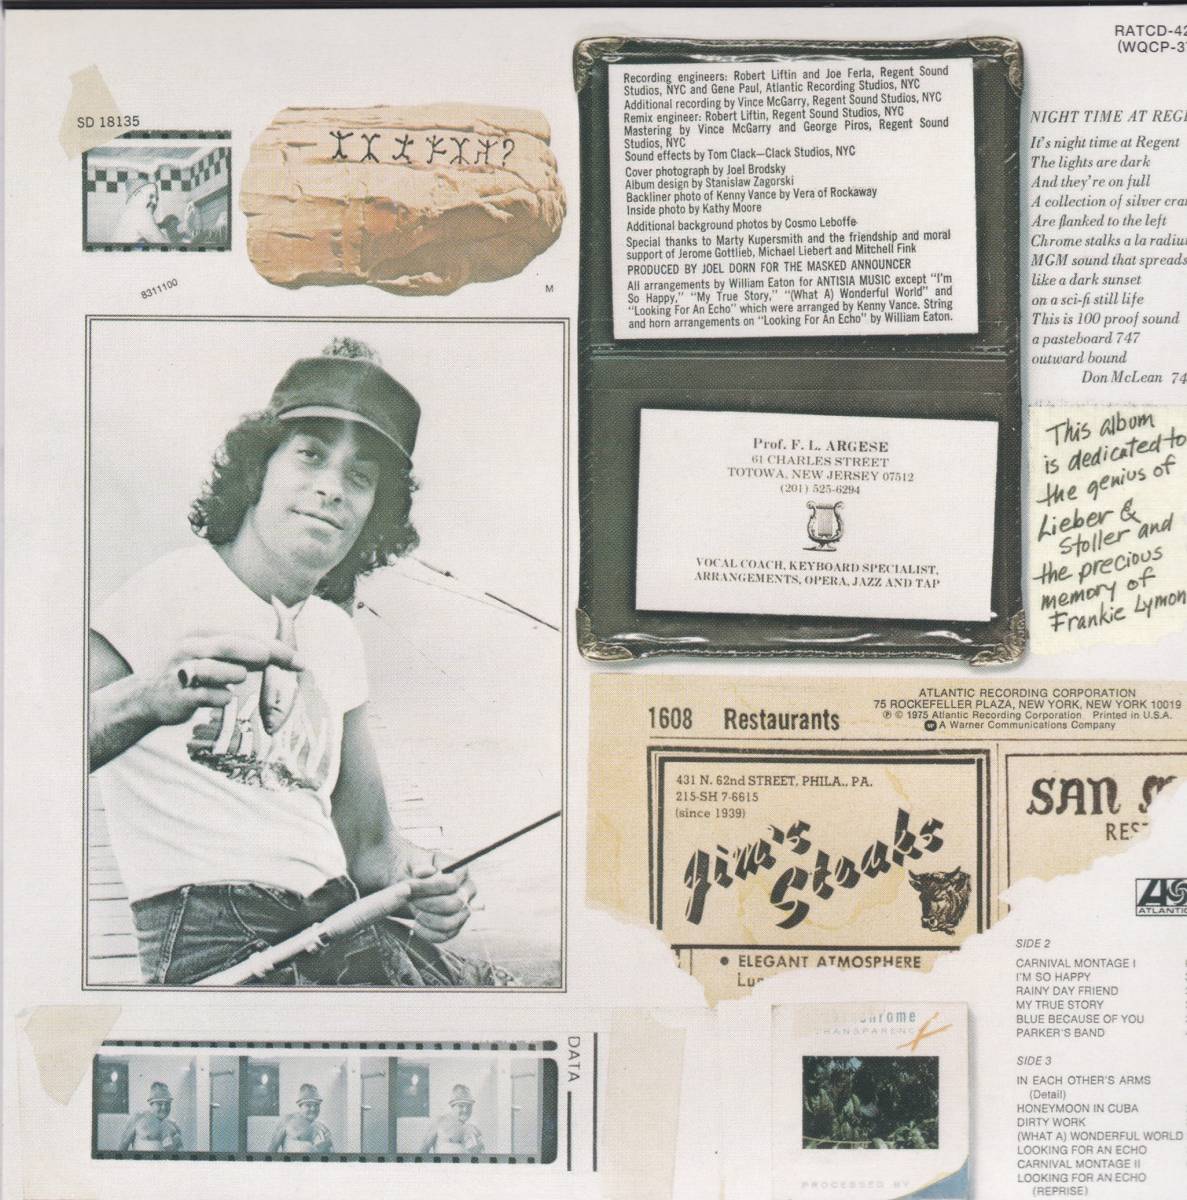 RATCD-42
(WQCP-3
SD 18135
8311100
M
Recording engineers: Robert Liftin and Joe Ferla, Regent Sound
Studios, NYC and Gene Paul, Atlantic Recording Studios, NYC
Additional recording by Vince McGarry, Regent Sound Studios, NYC
Remix engineer: Robert Liftin, Regent Sound Studios, NYC
Mastering by Vince McGarry and George Piros, Regent Sound
Studios, NYC
Sound effects by Tom Clack—Clack Studios, NYC
Cover photograph by Joel Brodsky
Album design by Stanislaw Zagorski
Backliner photo of Kenny Vance by Vera of Rockaway
Inside photo by Kathy Moore
Additional background photos by Cosmo Leboffe
Special thanks to Marty Kupersmith and the friendship and moral
support of Jerome Gottlieb, Michael Liebert and Mitchell Fink
PRODUCED BY JOEL DORN FOR THE MASKED ANNOUNCER
All arrangements by William Eaton for ANTISIA MUSIC except "I'm
So Happy," "My True Story," "(What A) Wonderful World" and
"Looking For An Echo" which were arranged by Kenny Vance. String
and horn arrangements on "Looking For An Echo" by William Eaton.
Prof. F. L. ARGESE
61 CHARLES STREET
TOTOWA, NEW JERSEY 07512
(201) 525-6294
VOCAL COACH, KEYBOARD SPECIALIST,
ARRANGEMENTS, OPERA, JAZZ AND TAP
NIGHT TIME AT REGE
It's night time at Regent
The lights are dark
And they're on full
A collection of silver cra
Are flanked to the left
Chrome stalks a la radiu
MGM sound that spreads
like a dark sunset
on a sci-fi still life
This is 100 proof sound
a pasteboard 747
outward bound
Don McLean 74
This album
is dedicated to
the genius of
Lieber &
Stoller and
the precious
memory of
Frankie Lymon
ATLANTIC RECORDING CORPORATION
75 ROCKEFELLER PLAZA, NEW YORK, NEW YORK 10019
℗ © 1975 Atlantic Recording Corporation Printed in U.S.A.
A Warner Communications Company
1608 Restaurants
431 N. 62nd STREET, PHILA., PA.
215-SH 7-6615
(since 1939)
Jim's
Steaks
SAN
REST
• ELEGANT ATMOSPHERE
ATLANTIC
SIDE 2
CARNIVAL MONTAGE I
I'M SO HAPPY
RAINY DAY FRIEND
MY TRUE STORY
BLUE BECAUSE OF YOU
PARKER'S BAND
SIDE 3
IN EACH OTHER'S ARMS
(Detail)
HONEYMOON IN CUBA
DIRTY WORK
(WHAT A) WONDERFUL WORLD
LOOKING FOR AN ECHO
CARNIVAL MONTAGE II
LOOKING FOR AN ECHO
(REPRISE)
DATA
chrome
TRANSPARENCY
PROCESSED BY